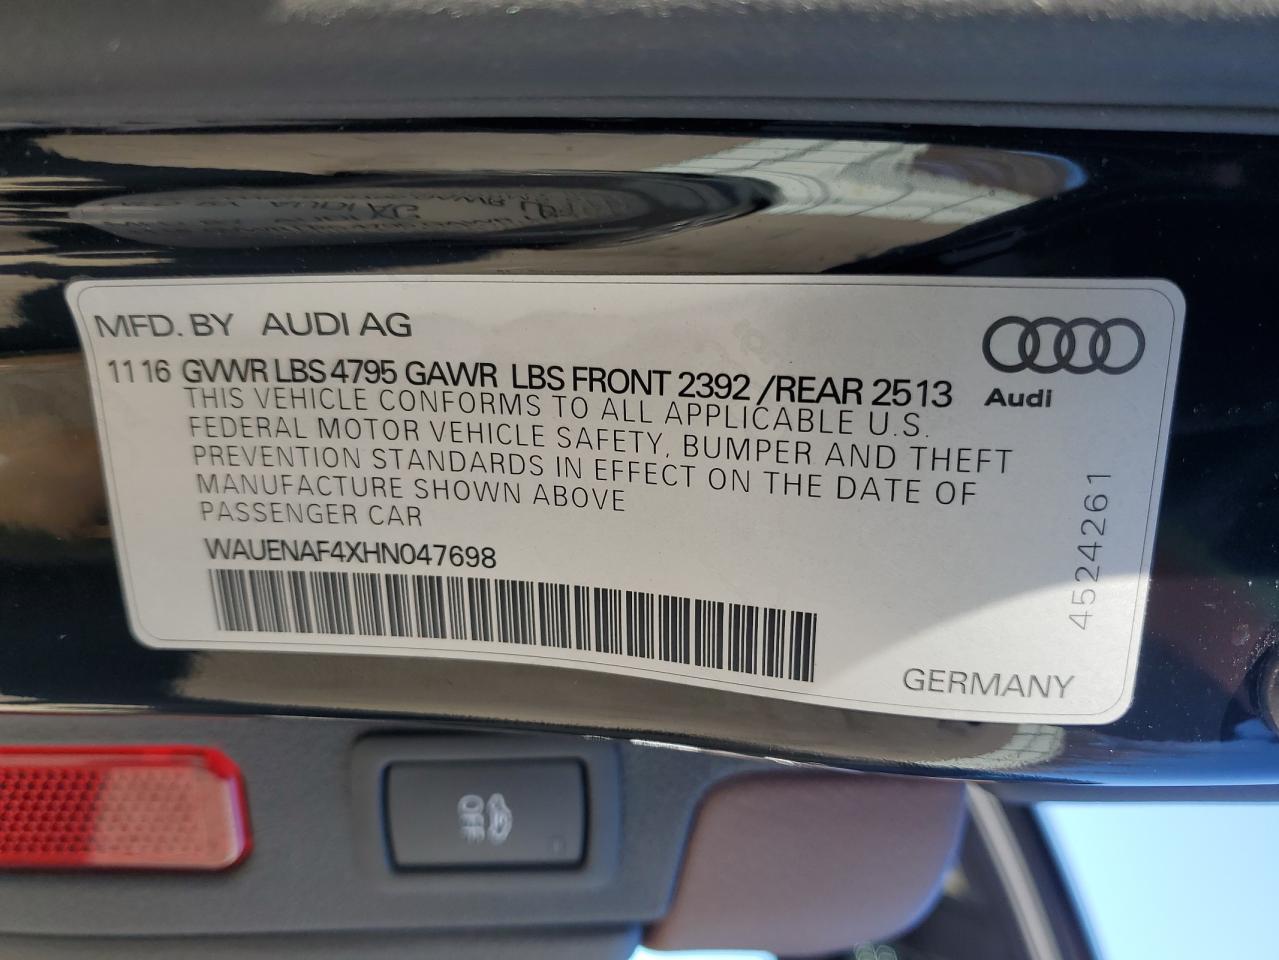 MFD. BY AUDI AG
11 16 GVWR LBS 4795 GAWR LBS FRONT 2392 /REAR 2513
THIS VEHICLE CONFORMS TO ALL APPLICABLE U.S.
FEDERAL MOTOR VEHICLE SAFETY, BUMPER AND THEFT
PREVENTION STANDARDS IN EFFECT ON THE DATE OF
MANUFACTURE SHOWN ABOVE
PASSENGER CAR
WAUENAF4XHN047698
Audi
4524261
GERMANY
OFF